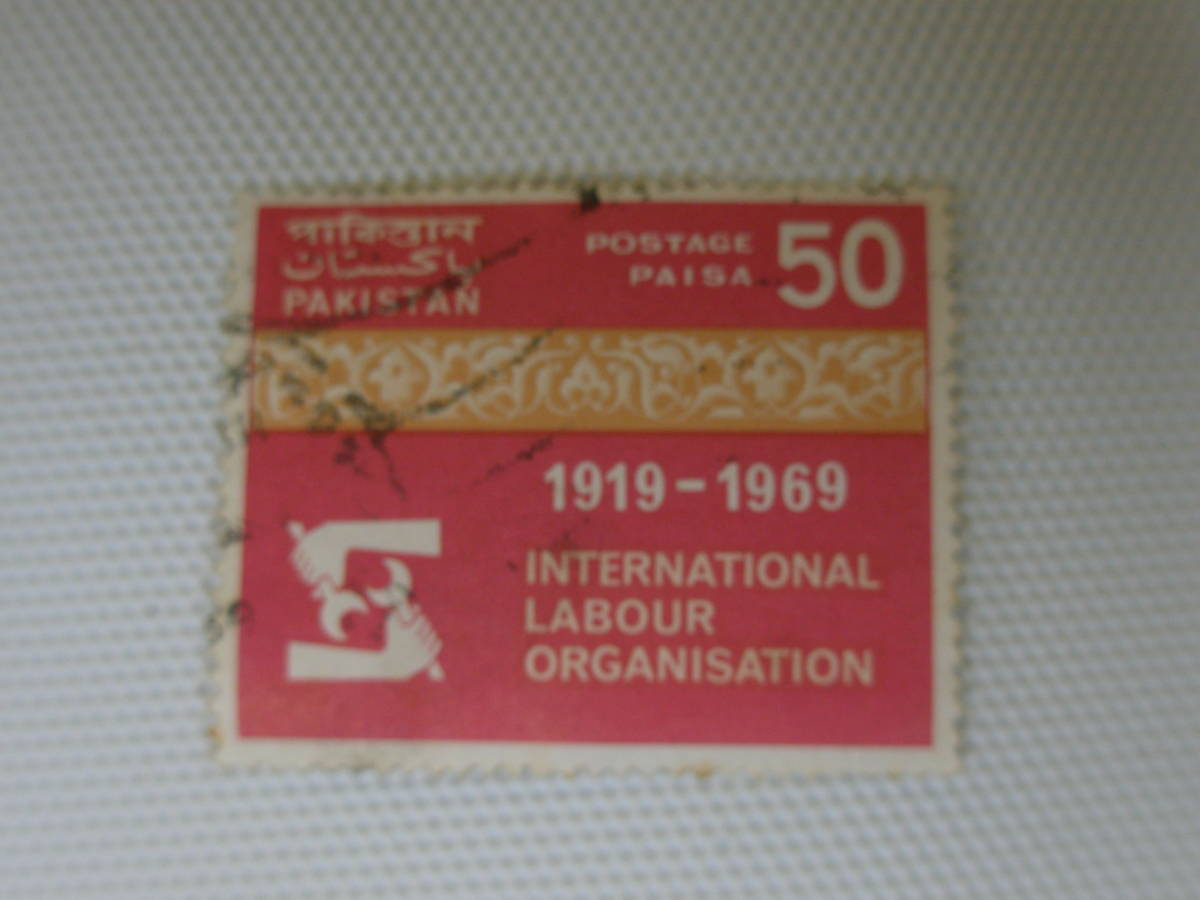 পাকিস্তান
پاکستان
PAKISTAN
POSTAGE
PAISA
50
1919-1969
INTERNATIONAL
LABOUR
ORGANISATION